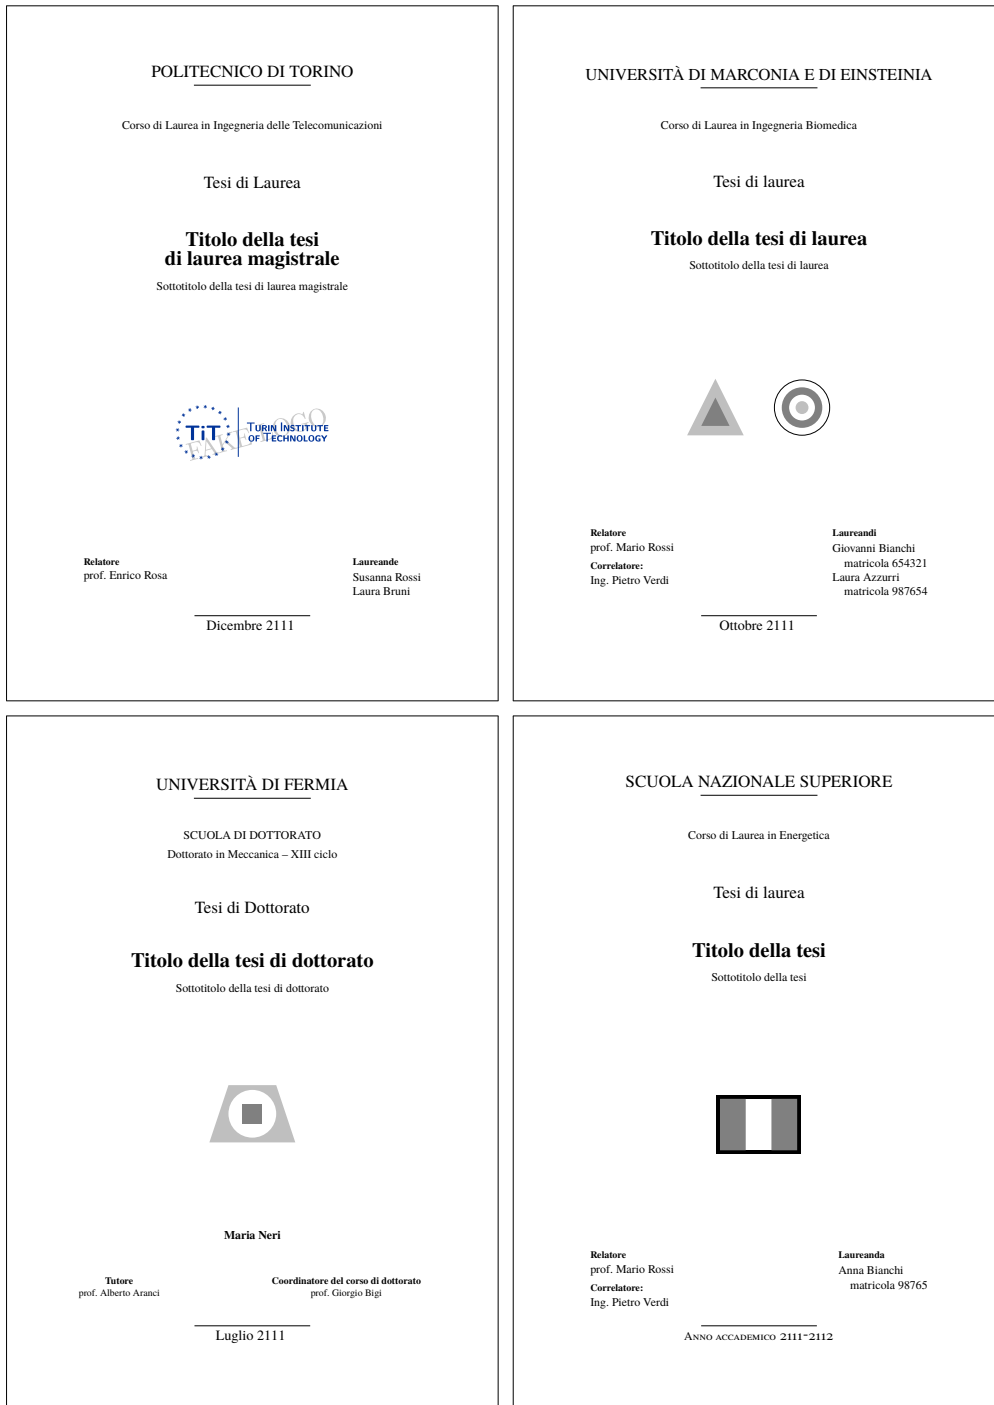 POLITECNICO DI TORINO
Corso di Laurea in Ingegneria delle Telecomunicazioni
Tesi di Laurea
Titolo della tesi
di laurea magistrale
Sottotitolo della tesi di laurea magistrale
TiT
TURIN INSTITUTE
OF TECHNOLOGY
FAKE LOGO
Relatore
prof. Enrico Rosa
Laureande
Susanna Rossi
Laura Bruni
Dicembre 2111
UNIVERSITÀ DI MARCONIA E DI EINSTEINIA
Corso di Laurea in Ingegneria Biomedica
Tesi di laurea
Titolo della tesi di laurea
Sottotitolo della tesi di laurea
Relatore
prof. Mario Rossi
Correlatore:
Ing. Pietro Verdi
Laureandi
Giovanni Bianchi
matricola 654321
Laura Azzurri
matricola 987654
Ottobre 2111
UNIVERSITÀ DI FERMIA
SCUOLA DI DOTTORATO
Dottorato in Meccanica – XIII ciclo
Tesi di Dottorato
Titolo della tesi di dottorato
Sottotitolo della tesi di dottorato
Maria Neri
Tutore
prof. Alberto Aranci
Coordinatore del corso di dottorato
prof. Giorgio Bigi
Luglio 2111
SCUOLA NAZIONALE SUPERIORE
Corso di Laurea in Energetica
Tesi di laurea
Titolo della tesi
Sottotitolo della tesi
Relatore
prof. Mario Rossi
Correlatore:
Ing. Pietro Verdi
Laureanda
Anna Bianchi
matricola 98765
ANNO ACCADEMICO 2111-2112